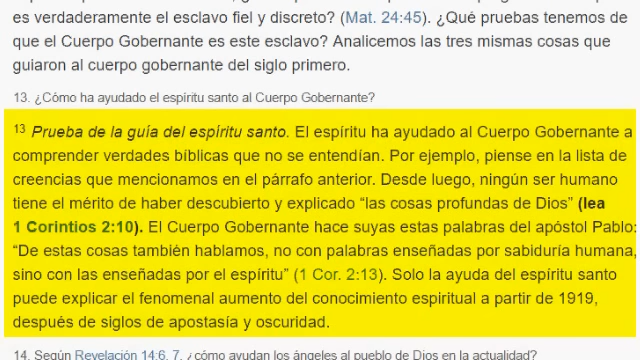 es verdaderamente el esclavo fiel y discreto? (Mat. 24:45). ¿Qué pruebas tenemos de
que el Cuerpo Gobernante es este esclavo? Analicemos las tres mismas cosas que
guiaron al cuerpo gobernante del siglo primero.
13. ¿Cómo ha ayudado el espíritu santo al Cuerpo Gobernante?
13 Prueba de la guía del espíritu santo. El espíritu ha ayudado al Cuerpo Gobernante a
comprender verdades bíblicas que no se entendían. Por ejemplo, piense en la lista de
creencias que mencionamos en el párrafo anterior. Desde luego, ningún ser humano
tiene el mérito de haber descubierto y explicado “las cosas profundas de Dios” (lea
1 Corintios 2:10). El Cuerpo Gobernante hace suyas estas palabras del apóstol Pablo:
“De estas cosas también hablamos, no con palabras enseñadas por sabiduría humana,
sino con las enseñadas por el espíritu” (1 Cor. 2:13). Solo la ayuda del espíritu santo
puede explicar el fenomenal aumento del conocimiento espiritual a partir de 1919,
después de siglos de apostasía y oscuridad.
14. Según Revelación 14:6, 7, ¿cómo ayudan los ángeles al pueblo de Dios en la actualidad?